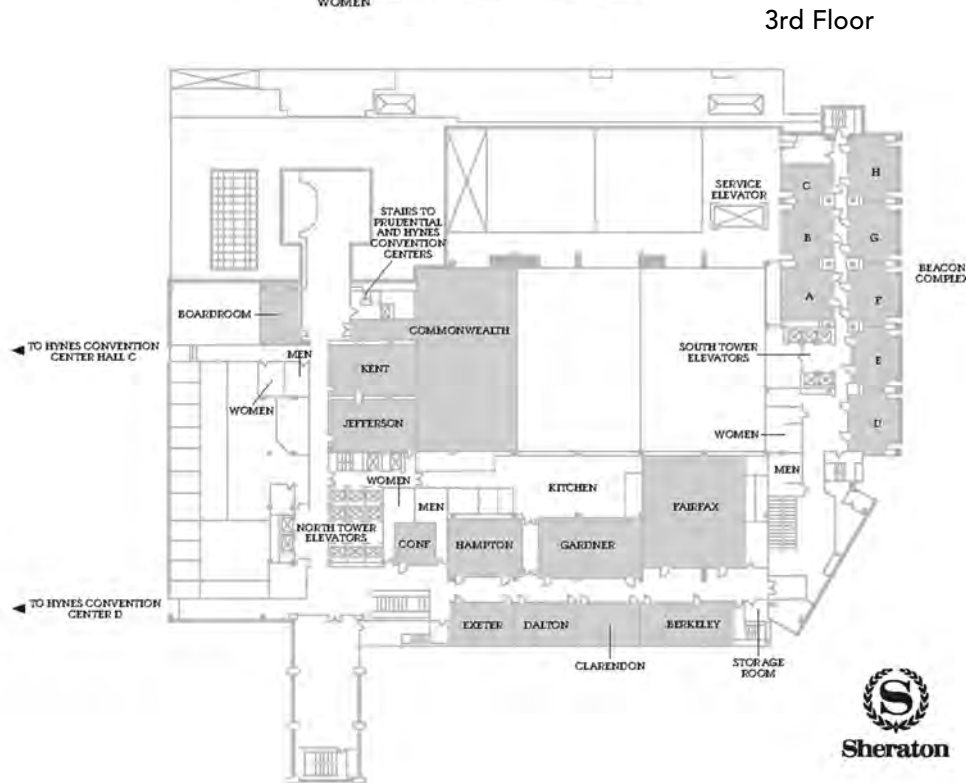 WOMEN
3rd Floor
SERVICE
ELEVATOR
C
H
STAIRS TO
PRUDENTIAL
AND HYNES
CONVENTION
CENTERS
B
G
BEACON
COMPLEX
A
F
BOARDROOM
COMMONWEALTH
TO HYNES CONVENTION
CENTER HALL C
MEN
SOUTH TOWER
ELEVATORS
E
KENT
WOMEN
JEFFERSON
D
WOMEN
MEN
WOMEN
KITCHEN
MEN
FAIRFAX
NORTH TOWER
ELEVATORS
CONF
HAMPTON
GARDNER
TO HYNES CONVENTION
CENTER D
EXETER
DALTON
BERKELEY
CLARENDON
STORAGE
ROOM
S
Sheraton